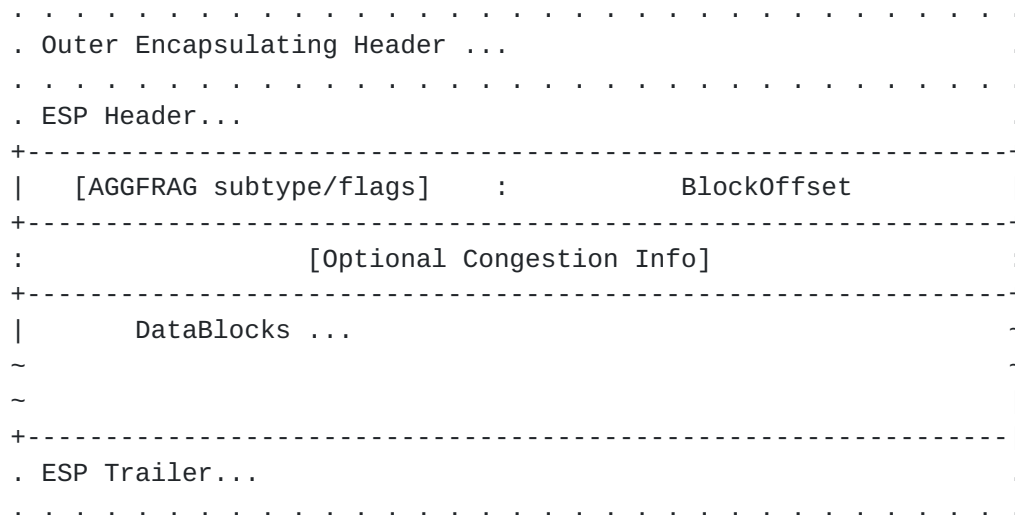 . . . . . . . . . . . . . . . . . . . . . . . . . . . . . . . . .
. Outer Encapsulating Header ...                                .
. . . . . . . . . . . . . . . . . . . . . . . . . . . . . . . . .
. ESP Header...                                                 .
+---------------------------------------------------------------+
|   [AGGFRAG subtype/flags]    :           BlockOffset          |
+---------------------------------------------------------------+
:                  [Optional Congestion Info]                   :
+---------------------------------------------------------------+
|       DataBlocks ...                                          ~
~                                                               ~
~                                                               |
+---------------------------------------------------------------|
. ESP Trailer...                                                .
. . . . . . . . . . . . . . . . . . . . . . . . . . . . . . . . .